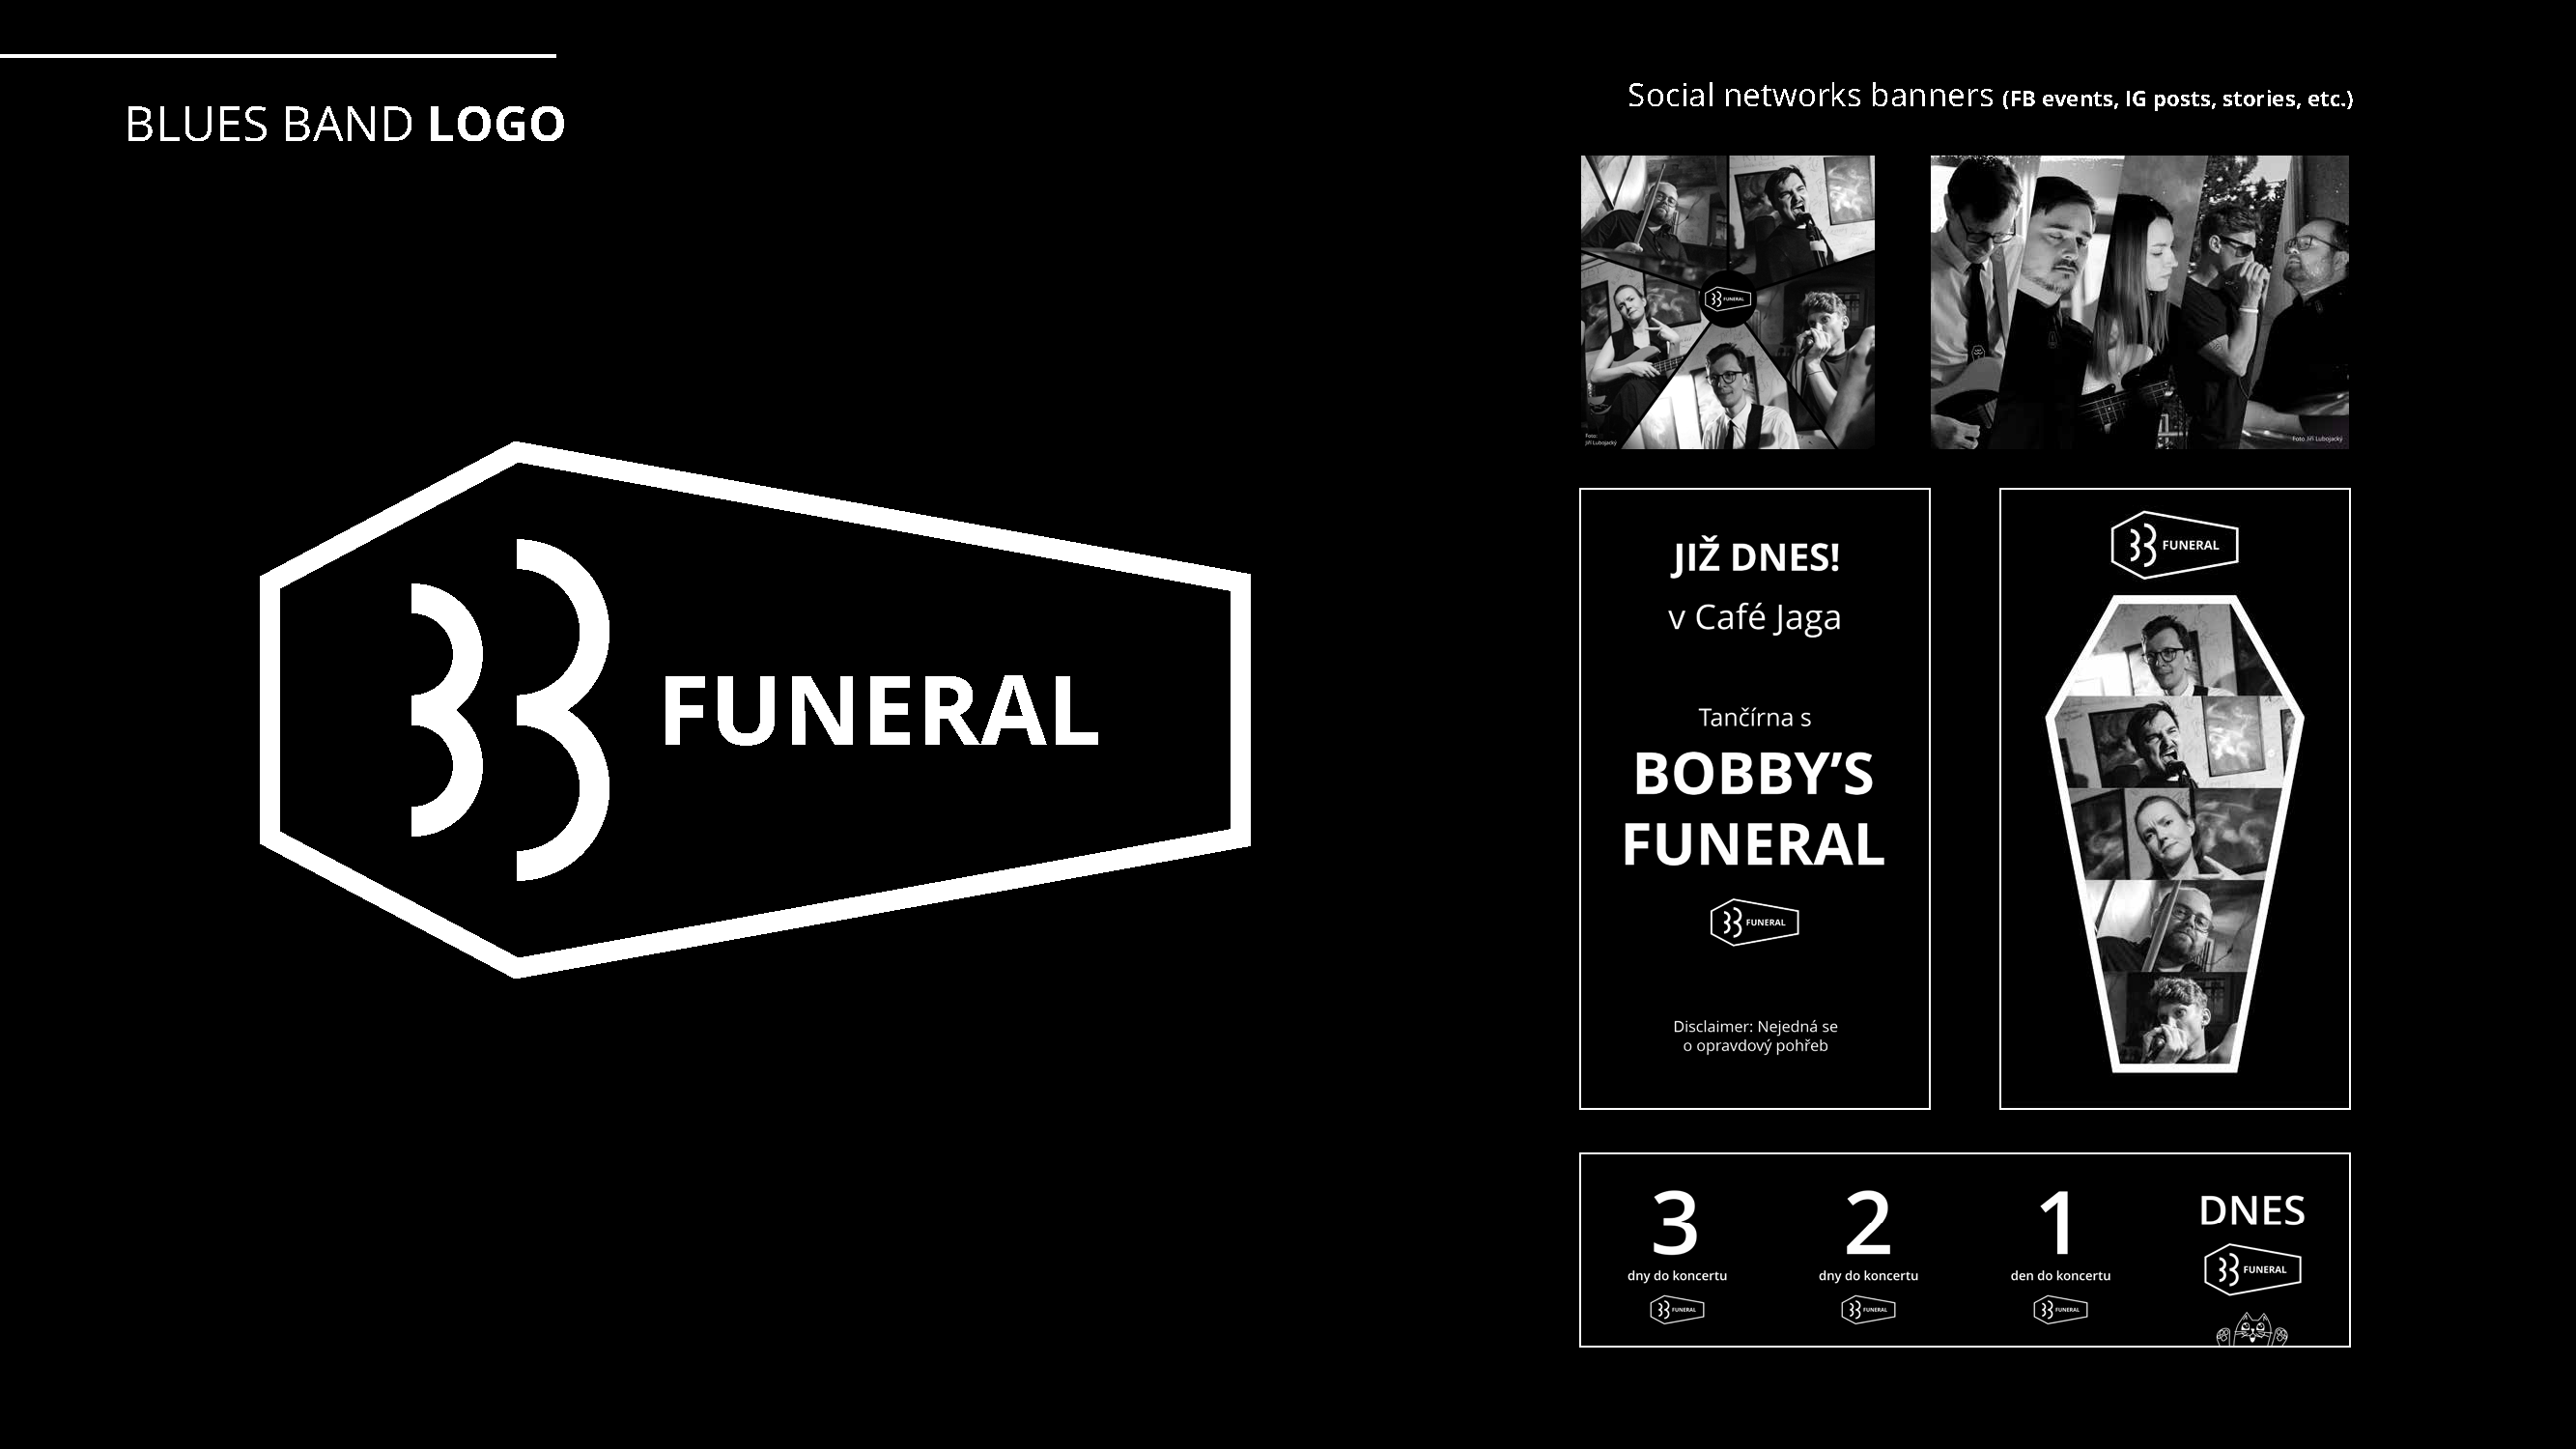 BLUES BAND LOGO
FUNERAL
Social networks banners (FB events, IG posts, stories, etc.)
FUNERAL
Foto:
Jiří Lubojacký
Foto Jiří Lubojacký
JIŽ DNES!
v Café Jaga
Tančírna s
BOBBY’S
FUNERAL
FUNERAL
Disclaimer: Nejedná se
o opravdový pohřeb
FUNERAL
3
dny do koncertu
FUNERAL
2
dny do koncertu
FUNERAL
1
den do koncertu
FUNERAL
DNES
FUNERAL